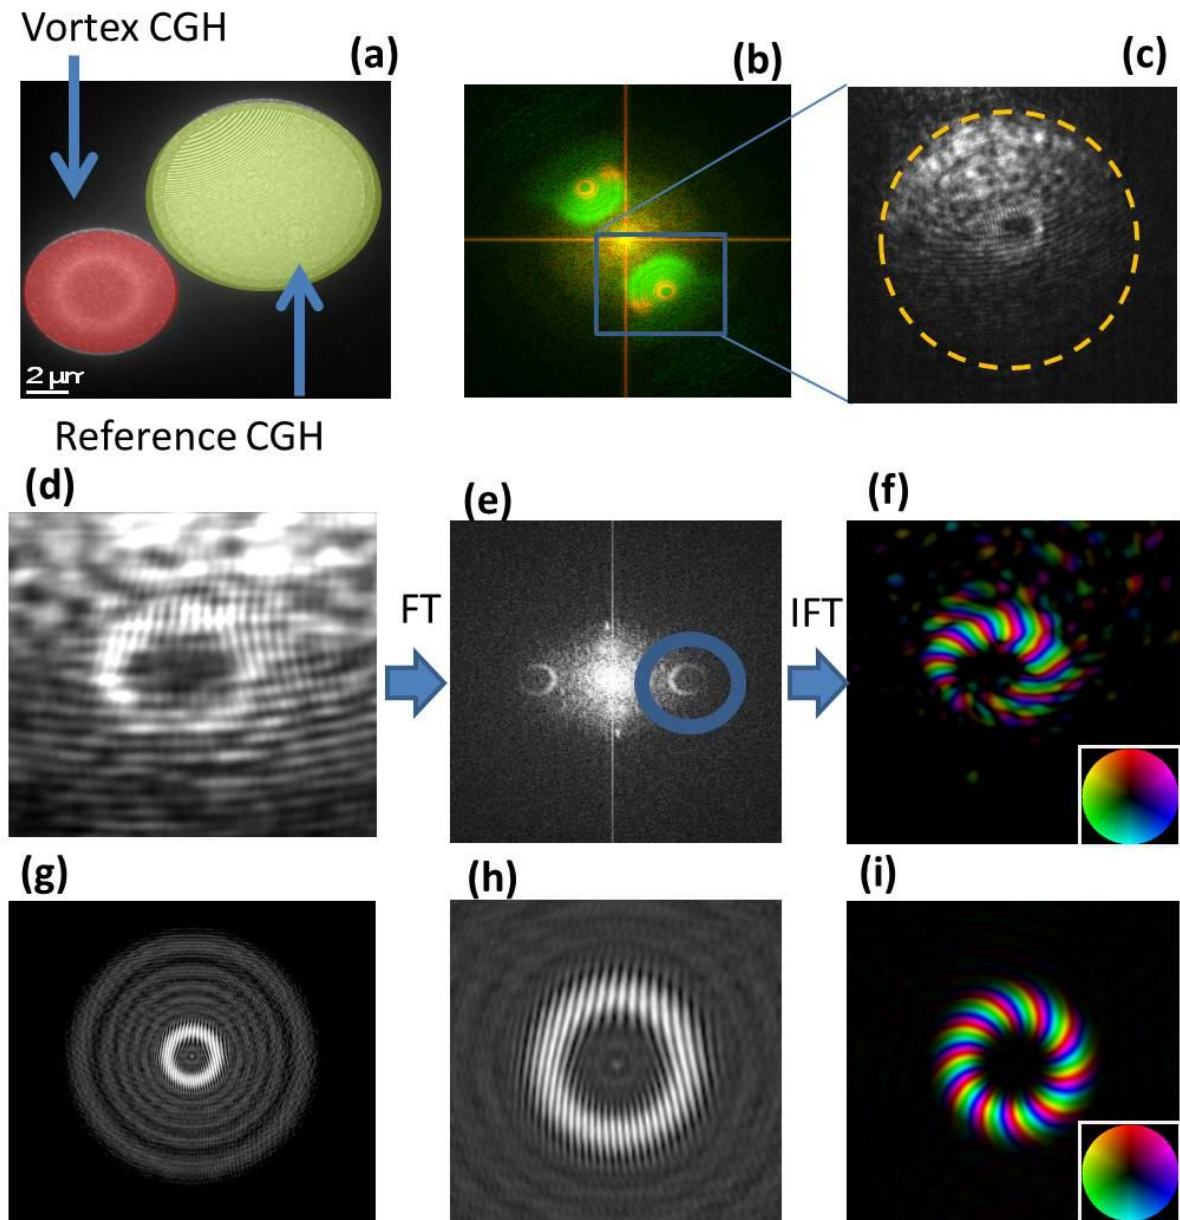 Vortex CGH
(a)
(b)
(c)
2 µm
Reference CGH
(d)
(e)
(f)
FT
IFT
(g)
(h)
(i)